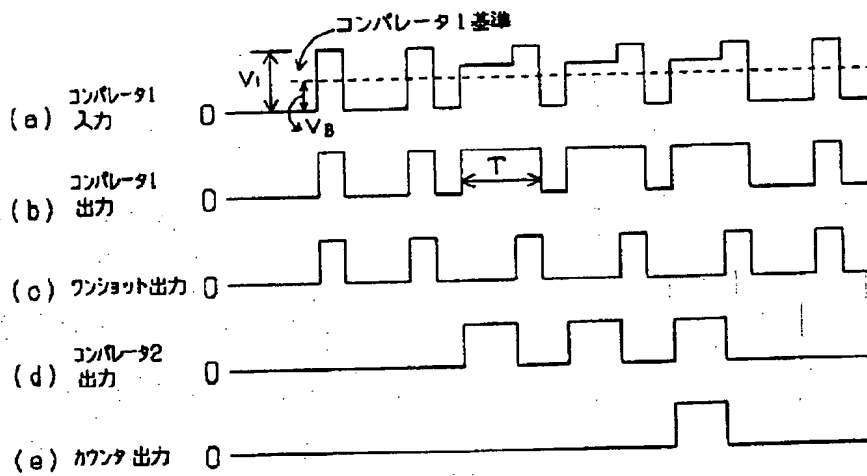 コンパレータ1基準
V1
VB
(a) コンパレータ1 入力 0
T
(b) コンパレータ1 出力 0
(c) ワンショット出力 0
(d) コンパレータ2 出力 0
(e) カウンタ出力 0